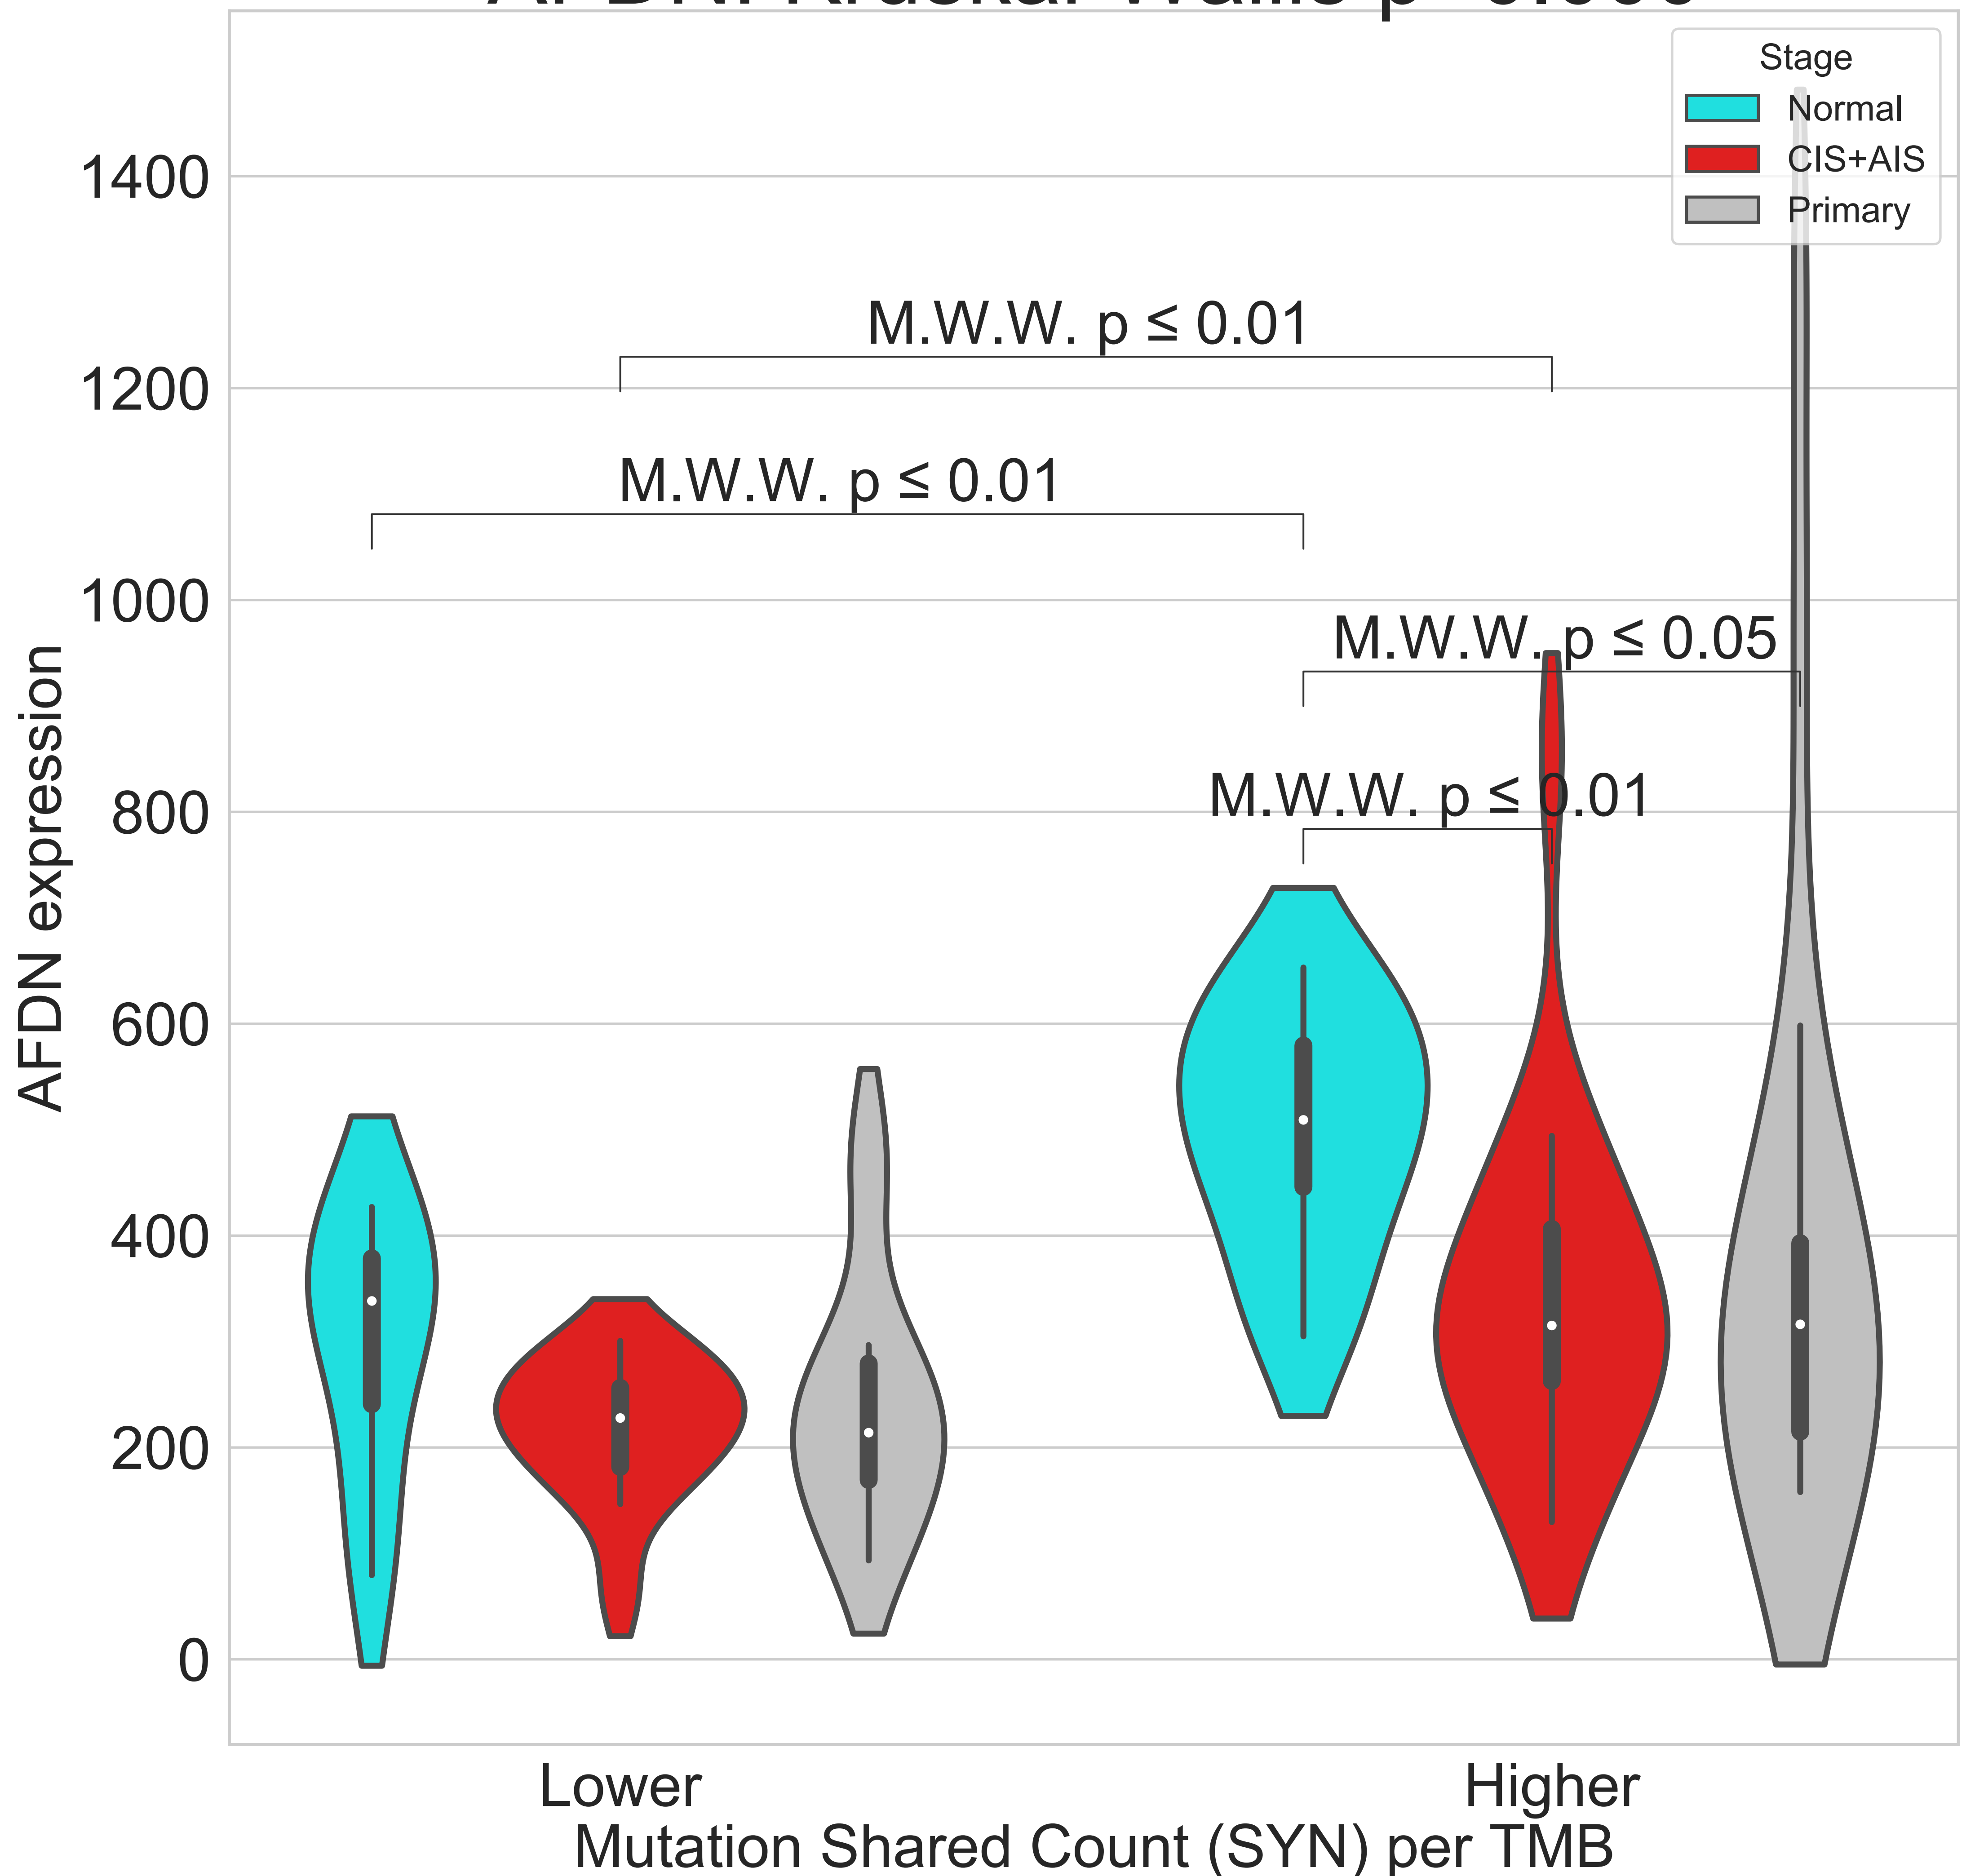 Stage
Normal
CIS+AIS
Primary
1400
1200
1000
800
600
400
200
0
AFDN expression
M.W.W. p ≤ 0.01
M.W.W. p ≤ 0.01
M.W.W. p ≤ 0.05
M.W.W. p ≤ 0.01
Lower
Higher
Mutation Shared Count (SYN) per TMB